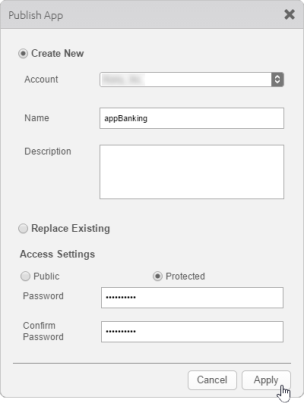 Publish App
Create New
Account
Name
appBanking
Description
Replace Existing
Access Settings
Public
Protected
Password
••••••••••
Confirm
Password
••••••••••
Cancel
Apply